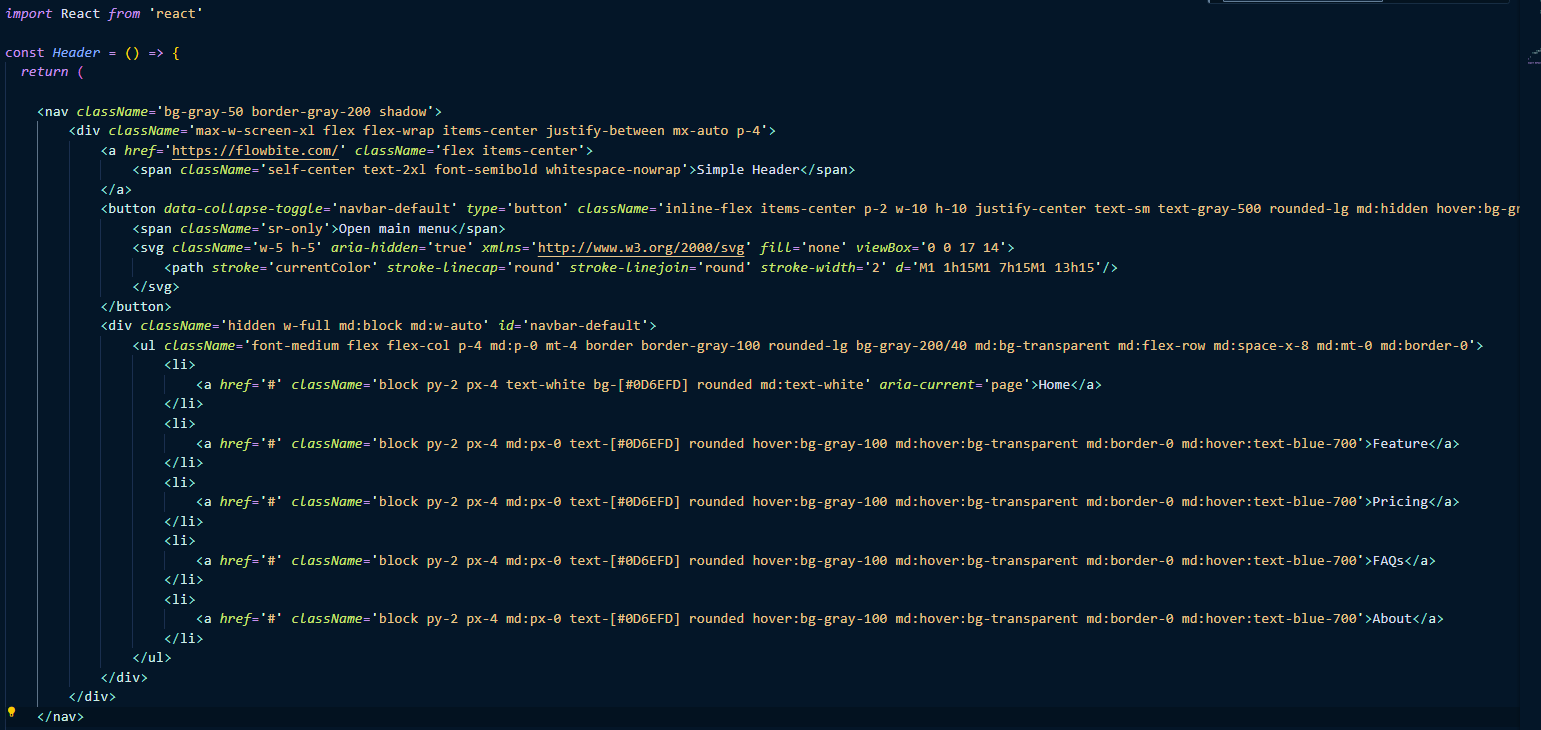 import React from 'react'
const Header = () => {
return (
<nav className='bg-gray-50 border-gray-200 shadow'>
<div className='max-w-screen-xl flex flex-wrap items-center justify-between mx-auto p-4'>
<a href='https://flowbite.com/' className='flex items-center'>
<span className='self-center text-2xl font-semibold whitespace-nowrap'>Simple Header</span>
</a>
<button data-collapse-toggle='navbar-default' type='button' className='inline-flex items-center p-2 w-10 h-10 justify-center text-sm text-gray-500 rounded-lg md:hidden hover:bg-gr
<span className='sr-only'>Open main menu</span>
<svg className='w-5 h-5' aria-hidden='true' xmlns='http://www.w3.org/2000/svg' fill='none' viewBox='0 0 17 14'>
<path stroke='currentColor' stroke-linecap='round' stroke-linejoin='round' stroke-width='2' d='M1 1h15M1 7h15M1 13h15'/>
</svg>
</button>
<div className='hidden w-full md:block md:w-auto' id='navbar-default'>
<ul className='font-medium flex flex-col p-4 md:p-0 mt-4 border border-gray-100 rounded-lg bg-gray-200/40 md:bg-transparent md:flex-row md:space-x-8 md:mt-0 md:border-0'>
<li>
<a href='#' className='block py-2 px-4 text-white bg-[#0D6EFD] rounded md:text-white' aria-current='page'>Home</a>
</li>
<li>
<a href='#' className='block py-2 px-4 md:px-0 text-[#0D6EFD] rounded hover:bg-gray-100 md:hover:bg-transparent md:border-0 md:hover:text-blue-700'>Feature</a>
</li>
<li>
<a href='#' className='block py-2 px-4 md:px-0 text-[#0D6EFD] rounded hover:bg-gray-100 md:hover:bg-transparent md:border-0 md:hover:text-blue-700'>Pricing</a>
</li>
<li>
<a href='#' className='block py-2 px-4 md:px-0 text-[#0D6EFD] rounded hover:bg-gray-100 md:hover:bg-transparent md:border-0 md:hover:text-blue-700'>FAQs</a>
</li>
<li>
<a href='#' className='block py-2 px-4 md:px-0 text-[#0D6EFD] rounded hover:bg-gray-100 md:hover:bg-transparent md:border-0 md:hover:text-blue-700'>About</a>
</li>
</ul>
</div>
</div>
</nav>